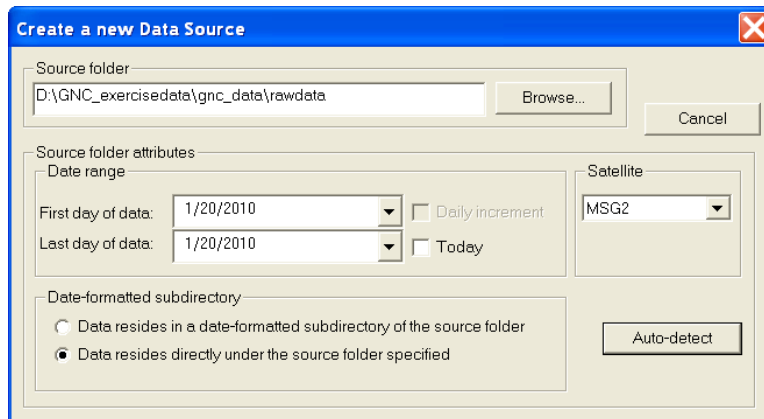 Create a new Data Source
Source folder
D:\GNC_exercisedata\gnc_data\rawdata
Browse...
Cancel
Source folder attributes
Date range
Satellite
First day of data: 1/20/2010 Daily increment
MSG2
Last day of data: 1/20/2010 Today
Date-formatted subdirectory
Data resides in a date-formatted subdirectory of the source folder
Data resides directly under the source folder specified
Auto-detect